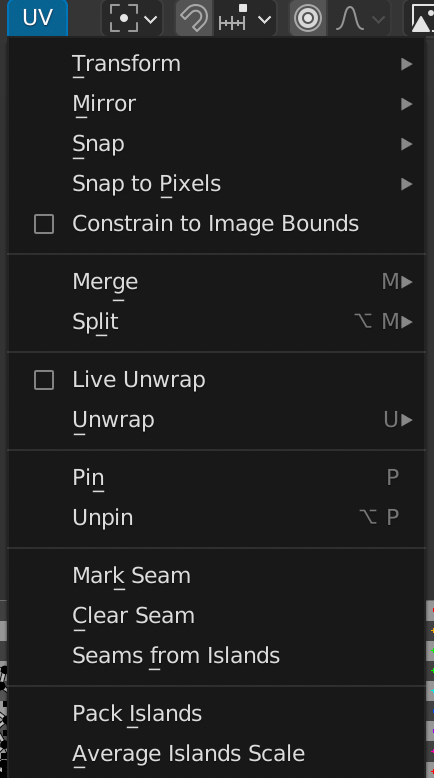 UV
Transform
Mirror
Snap
Snap to Pixels
Constrain to Image Bounds
Merge M
Split ⌥ M
Live Unwrap
Unwrap U
Pin P
Unpin ⌥ P
Mark Seam
Clear Seam
Seams from Islands
Pack Islands
Average Islands Scale